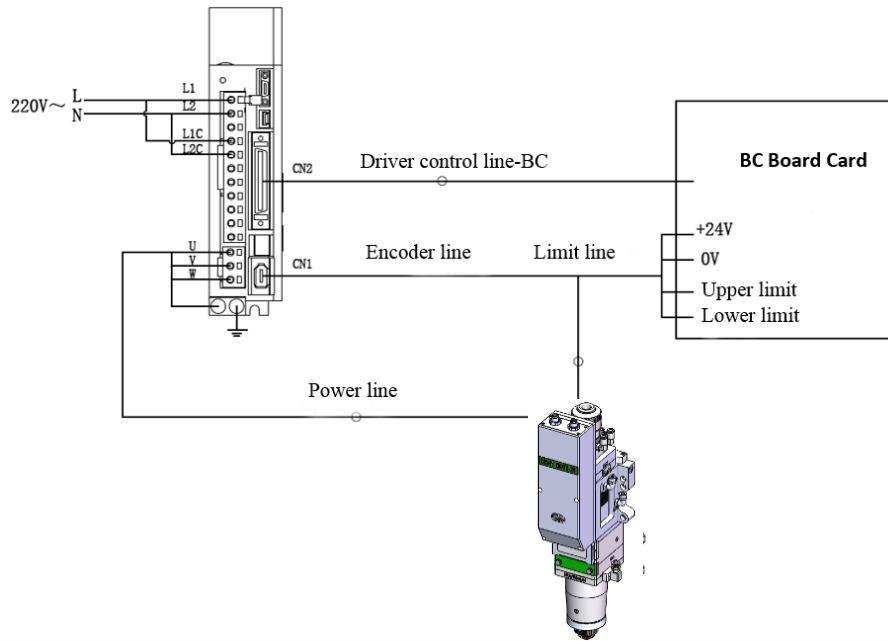 220V~
L
N
L1
L2
L1C
L2C
CN2
Driver control line-BC
BC Board Card
+24V
0V
Upper limit
Lower limit
U
V
W
CN1
Encoder line
Limit line
Power line